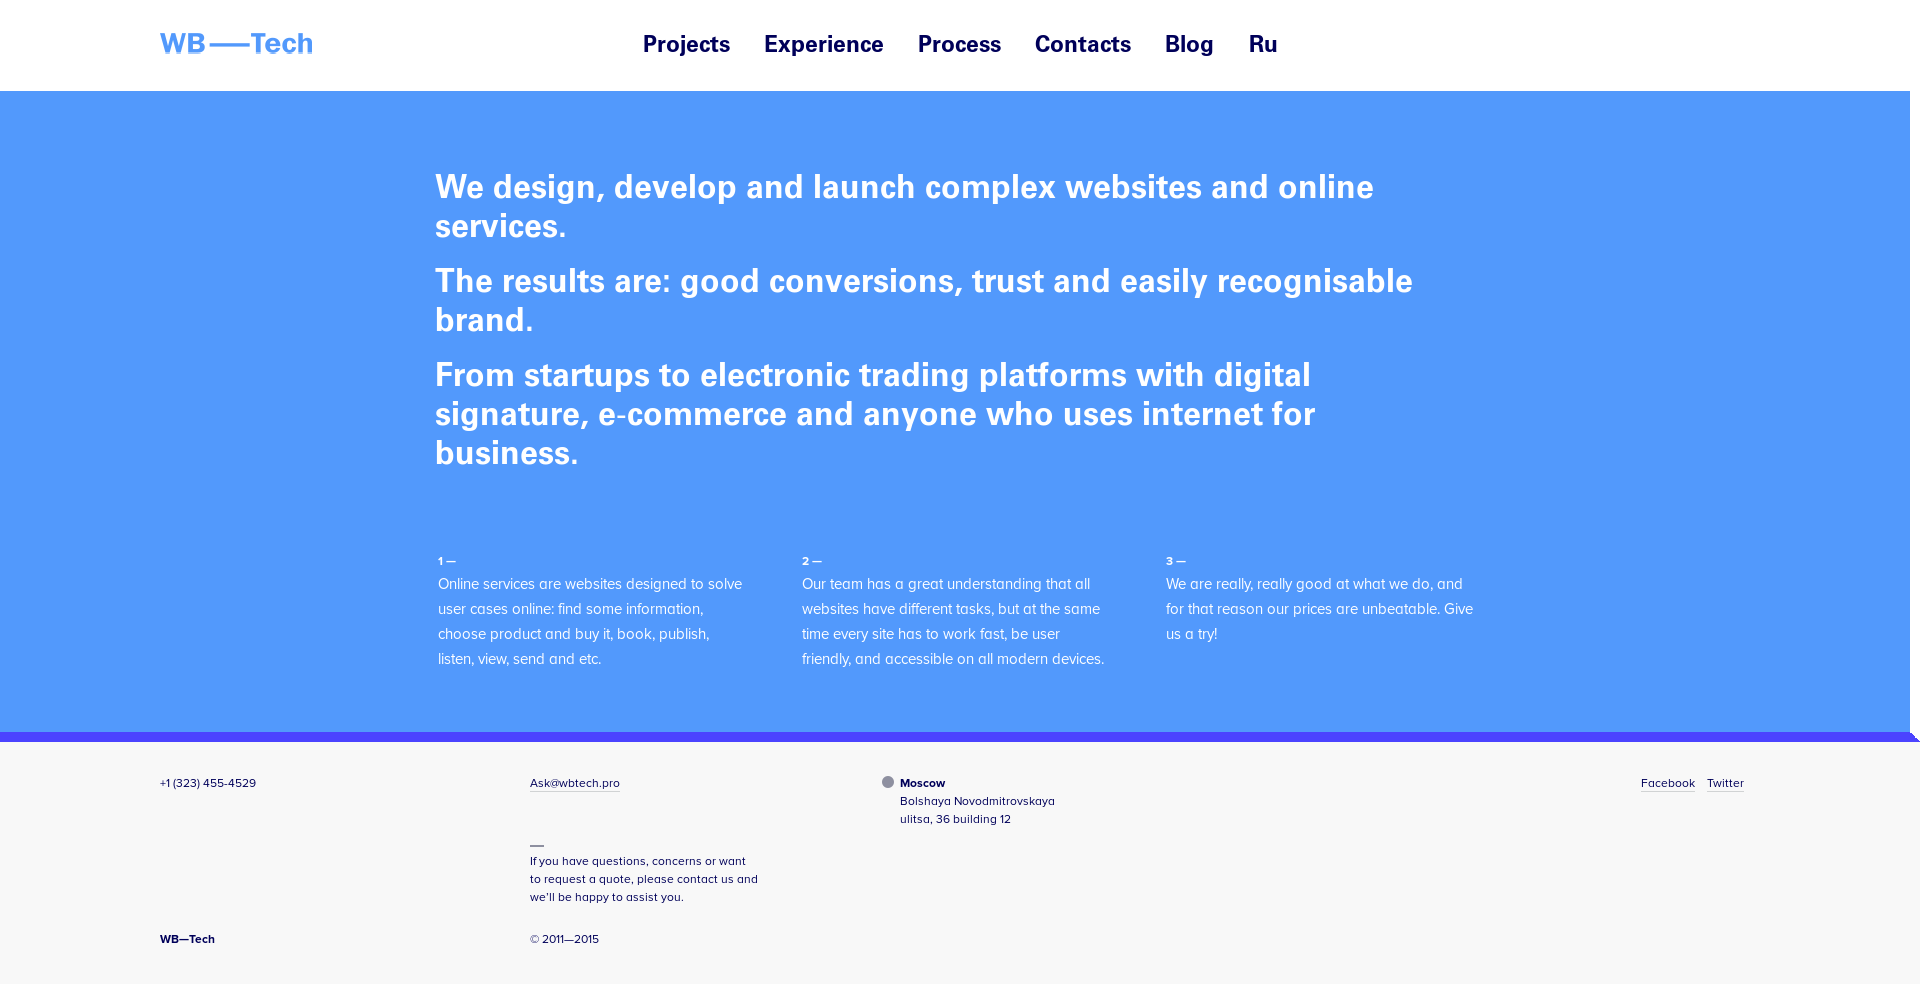 WB—Tech
Projects Experience Process Contacts Blog Ru
We design, develop and launch complex websites and online
services.
The results are: good conversions, trust and easily recognisable
brand.
From startups to electronic trading platforms with digital
signature, e-commerce and anyone who uses internet for
business.
1 —
Online services are websites designed to solve
user cases online: find some information,
choose product and buy it, book, publish,
listen, view, send and etc.
2 —
Our team has a great understanding that all
websites have different tasks, but at the same
time every site has to work fast, be user
friendly, and accessible on all modern devices.
3 —
We are really, really good at what we do, and
for that reason our prices are unbeatable. Give
us a try!
+1 (323) 455-4529
Ask@wbtech.pro
Moscow
Bolshaya Novodmitrovskaya
ulitsa, 36 building 12
Facebook Twitter
—
If you have questions, concerns or want
to request a quote, please contact us and
we'll be happy to assist you.
WB—Tech
© 2011—2015